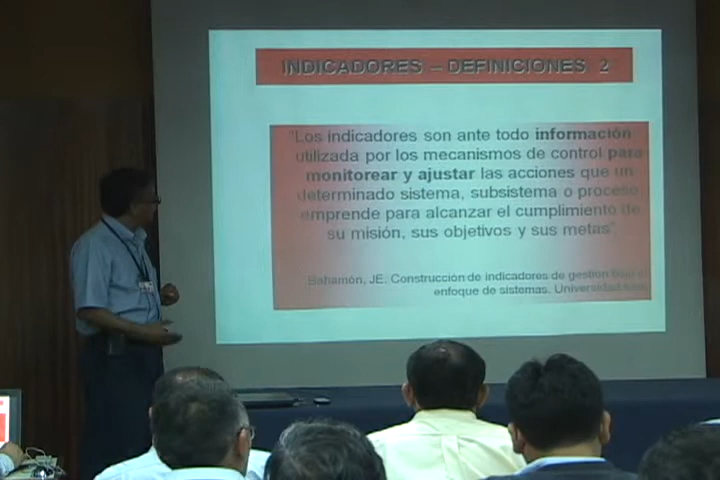 INDICADORES – DEFINICIONES 2
"Los indicadores son ante todo información
utilizada por los mecanismos de control para
monitorear y ajustar las acciones que un
determinado sistema, subsistema o proceso,
emprende para alcanzar el cumplimiento de
su misión, sus objetivos y sus metas"
Bahamón, JE. Construcción de indicadores de gestión bajo el
enfoque de sistemas. Universidad